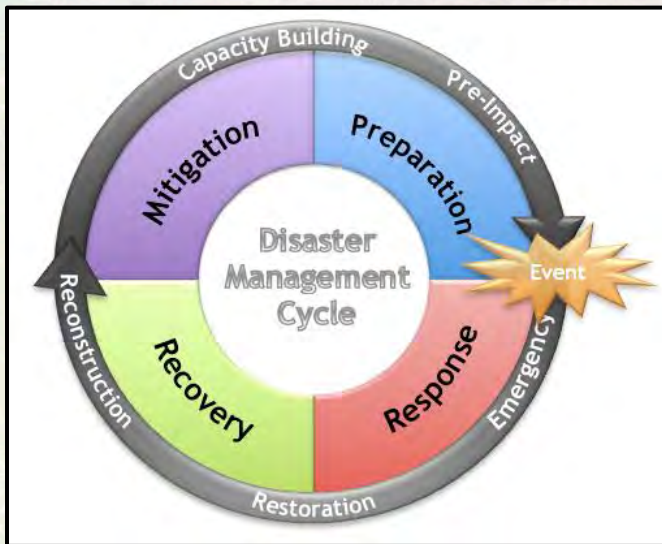 Capacity Building
Pre-Impact
Mitigation
Preparation
Disaster
Management
Cycle
Event
Reconstruction
Recovery
Response
Emergency
Restoration